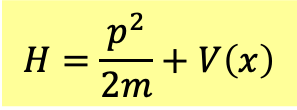 H = p²/2m + V(x)